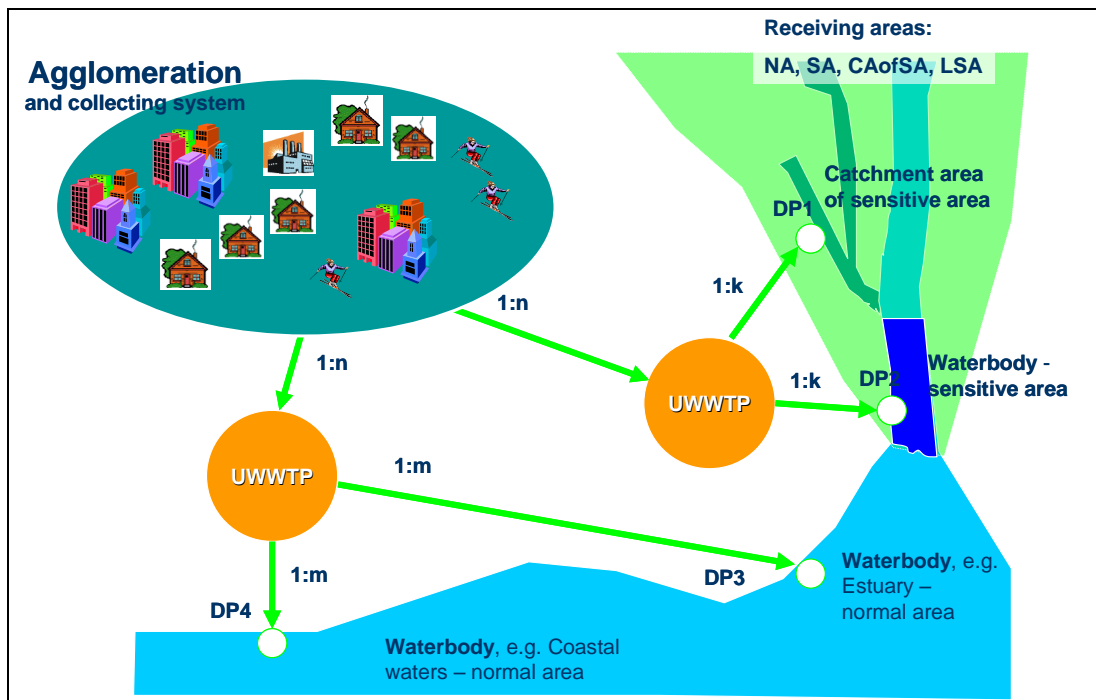 Receiving areas:
NA, SA, CAofSA, LSA
Agglomeration
and collecting system
Catchment area
of sensitive area
DP1
1:n
1:k
1:n
1:k
DP2
Waterbody -
sensitive area
UWWTP
UWWTP
1:m
1:m
DP3
Waterbody, e.g.
Estuary –
normal area
DP4
Waterbody, e.g. Coastal
waters – normal area